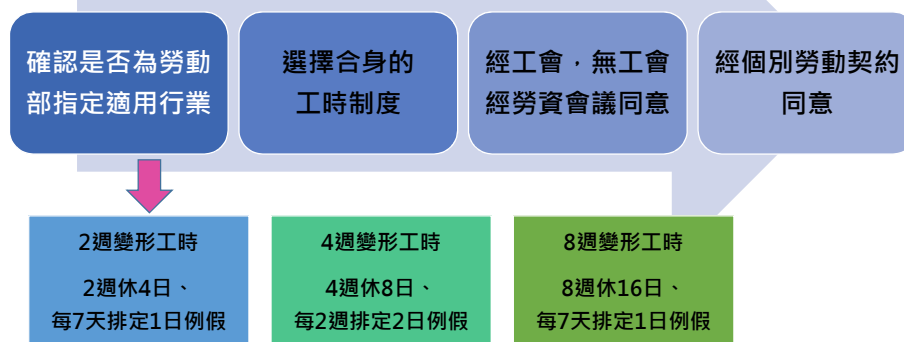 確認是否為勞動
部指定適用行業
選擇合身的
工時制度
經工會，無工會
經勞資會議同意
經個別勞動契約
同意
2週變形工時
2週休4日、
每7天排定1日例假
4週變形工時
4週休8日、
每2週排定2日例假
8週變形工時
8週休16日、
每7天排定1日例假